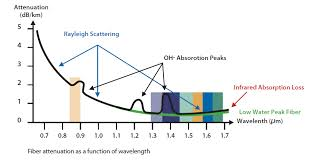 Attenuation
(dB/km)
5
4
3
2
1
0
Rayleigh Scattering
OH- Absorotion Peaks
Infrared Absorption Loss
Low Water Peak Fiber
Wavelenth (Jm)
0.7 0.8 0.9 1.0 1.1 1.2 1.3 1.4 1.5 1.6 1.7
Fiber attenuation as a function of wavelength